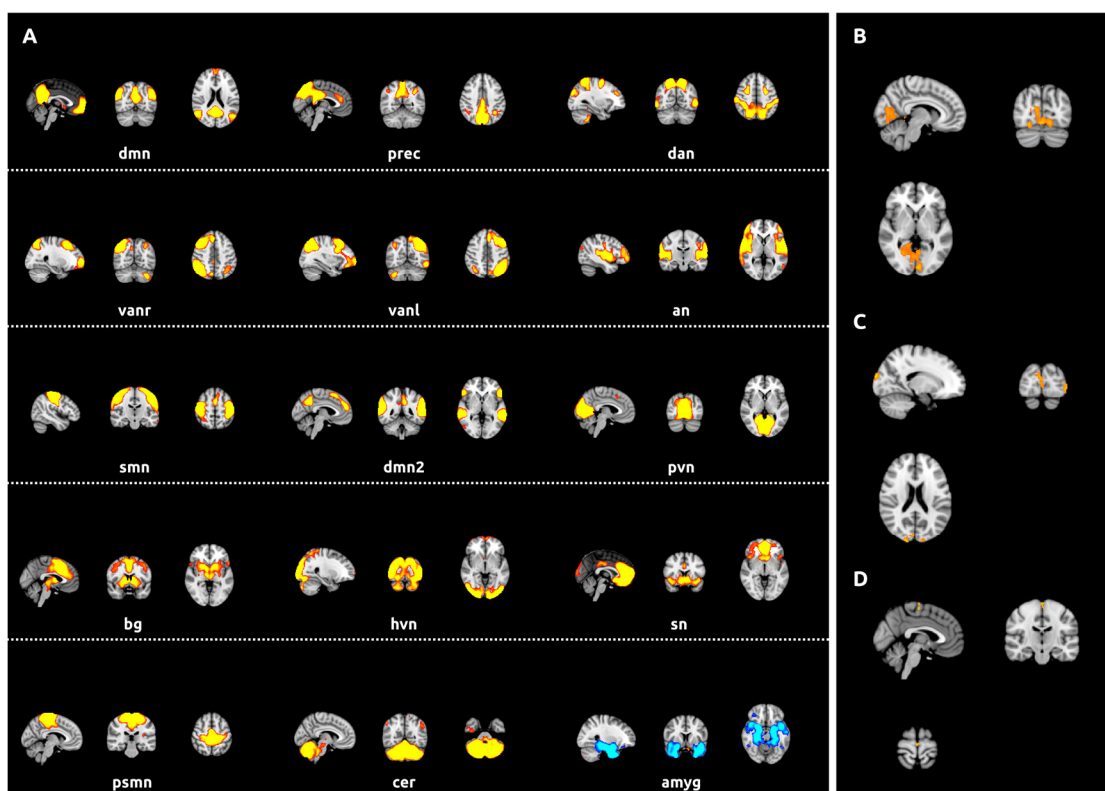 A
dmn prec dan
vanr vanl an
smn dmn2 pvn
bg hvn sn
psmn cer amyg
B
C
D